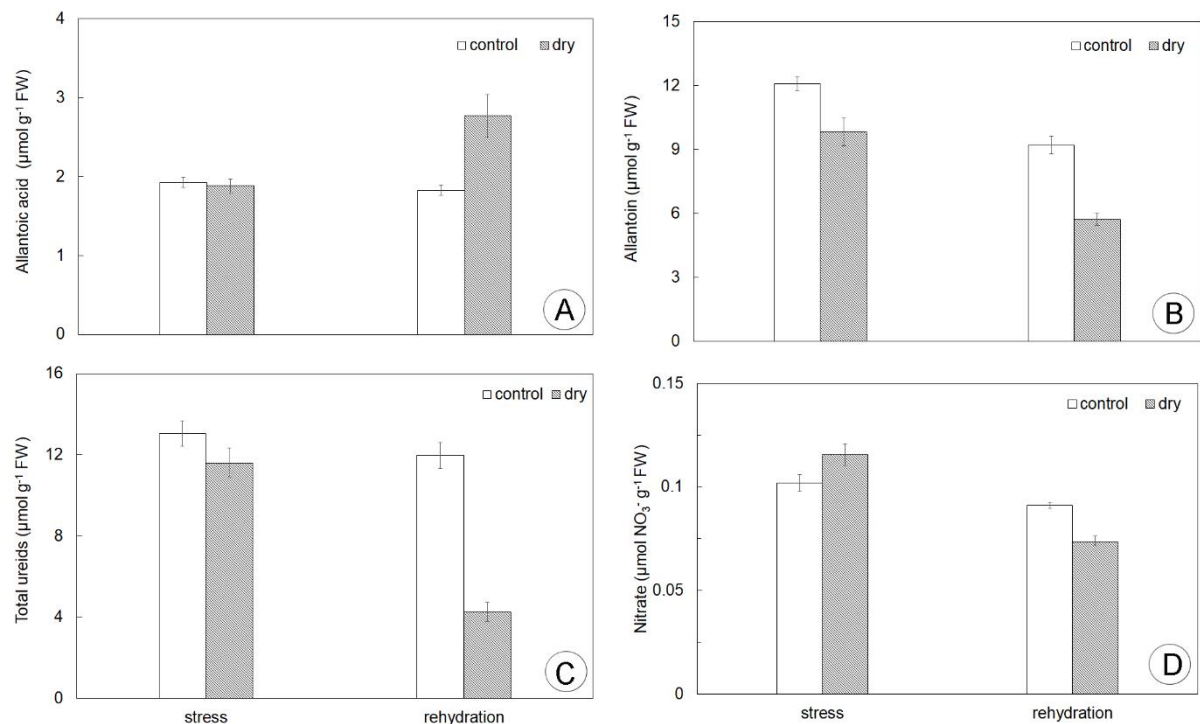 4
3
2
1
0
Allantoic acid (µmol g⁻¹ FW)
control
dry
A
15
12
9
6
3
0
Allantoin (µmol g⁻¹ FW)
control
dry
B
16
12
8
4
0
Total ureids (µmol g⁻¹ FW)
control
dry
C
stress
rehydration
0.15
0.1
0.05
0
Nitrate (µmol NO₃⁻ g⁻¹ FW)
control
dry
D
stress
rehydration